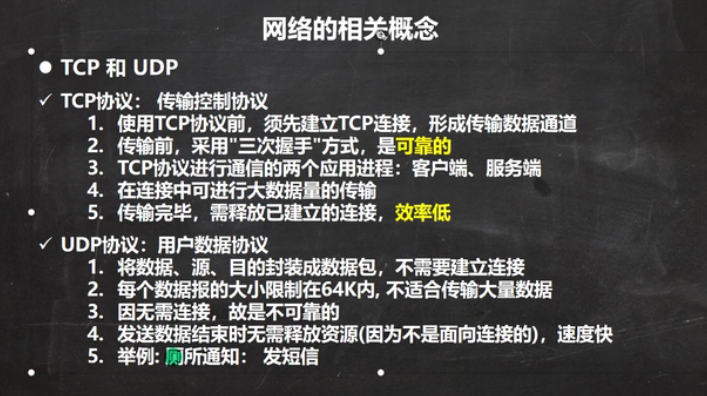 网络的相关概念
● TCP 和 UDP
✓ TCP协议： 传输控制协议
1. 使用TCP协议前，须先建立TCP连接，形成传输数据通道
2. 传输前，采用"三次握手"方式，是可靠的
3. TCP协议进行通信的两个应用进程：客户端、服务端
4. 在连接中可进行大数据量的传输
5. 传输完毕，需释放已建立的连接，效率低
✓ UDP协议：用户数据协议
1. 将数据、源、目的封装成数据包，不需要建立连接
2. 每个数据报的大小限制在64K内, 不适合传输大量数据
3. 因无需连接，故是不可靠的
4. 发送数据结束时无需释放资源(因为不是面向连接的)，速度快
5. 举例: 厕所通知： 发短信